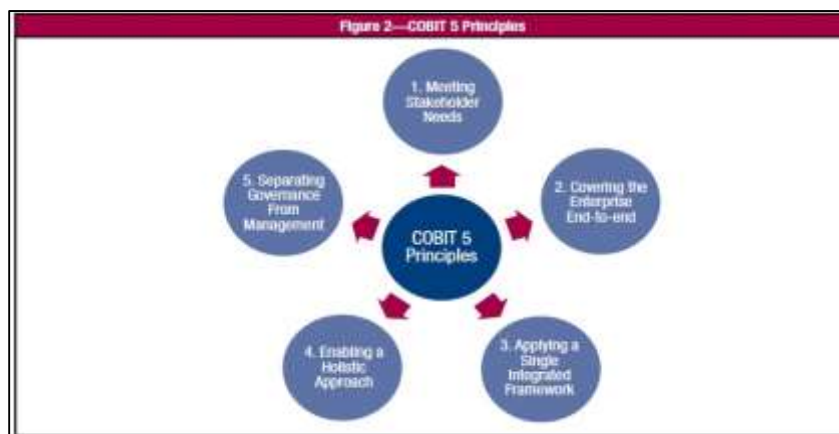 Figure 2—COBIT 5 Principles
1. Meeting
Stakeholder
Needs
5. Separating
Governance
From
Management
2. Covering the
Enterprise
End-to-end
COBIT 5
Principles
4. Enabling a
Holistic
Approach
3. Applying a
Single
Integrated
Framework